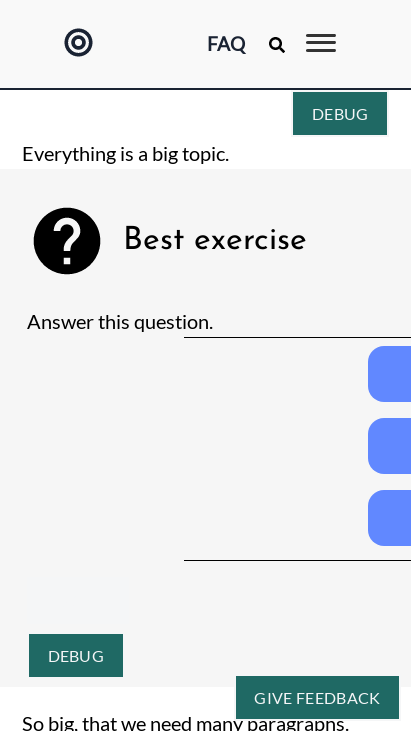 FAQ
DEBUG
Everything is a big topic.
Best exercise
Answer this question.
DEBUG
GIVE FEEDBACK
So big, that we need many paragraphs.